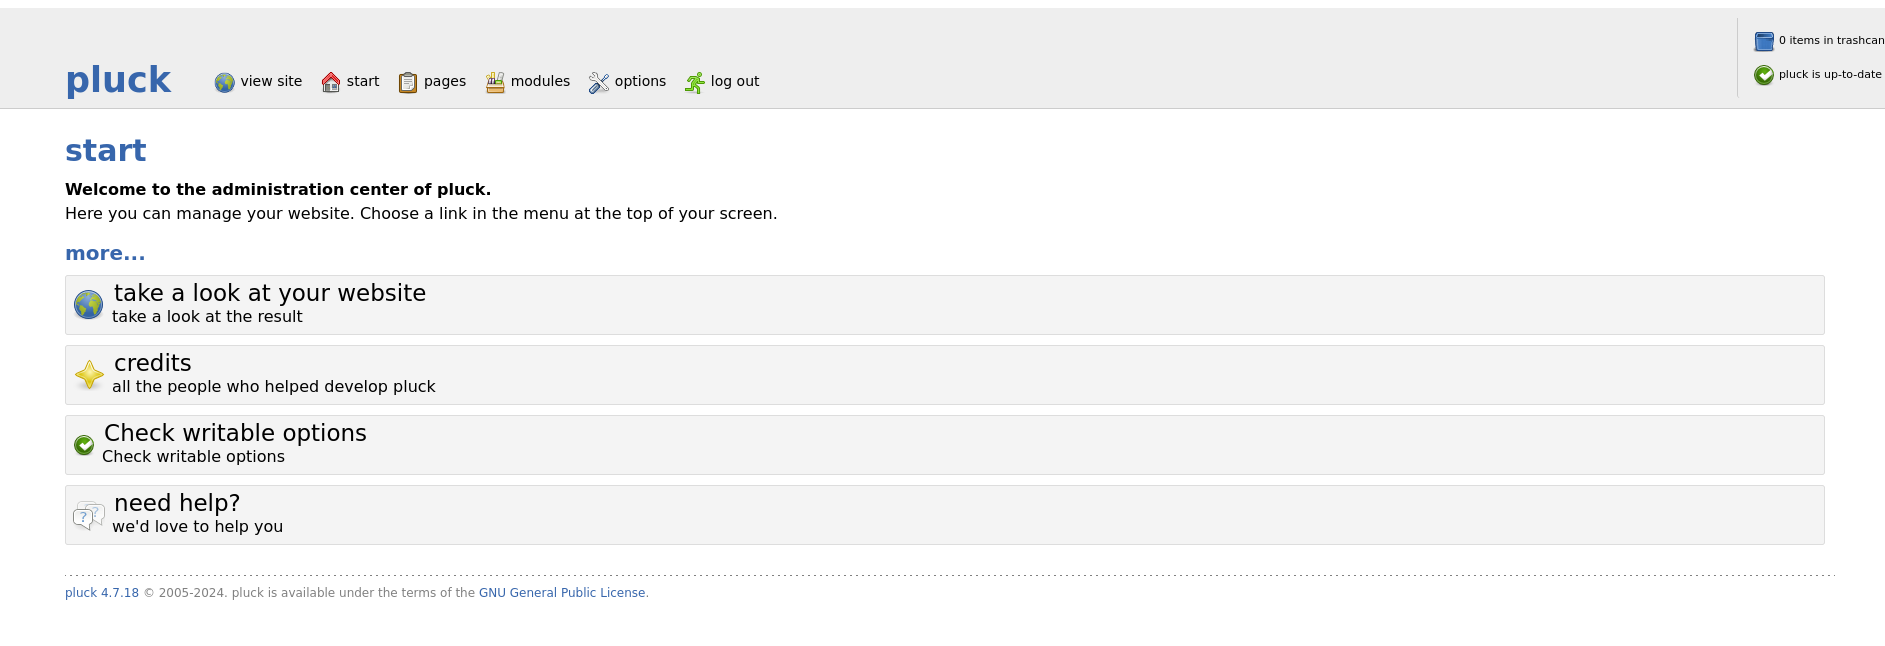 0 items in trashcan
pluck is up-to-date
pluck view site start pages modules options log out
start
Welcome to the administration center of pluck.
Here you can manage your website. Choose a link in the menu at the top of your screen.
more...
take a look at your website
take a look at the result
credits
all the people who helped develop pluck
Check writable options
Check writable options
need help?
we'd love to help you
pluck 4.7.18 © 2005-2024. pluck is available under the terms of the GNU General Public License.